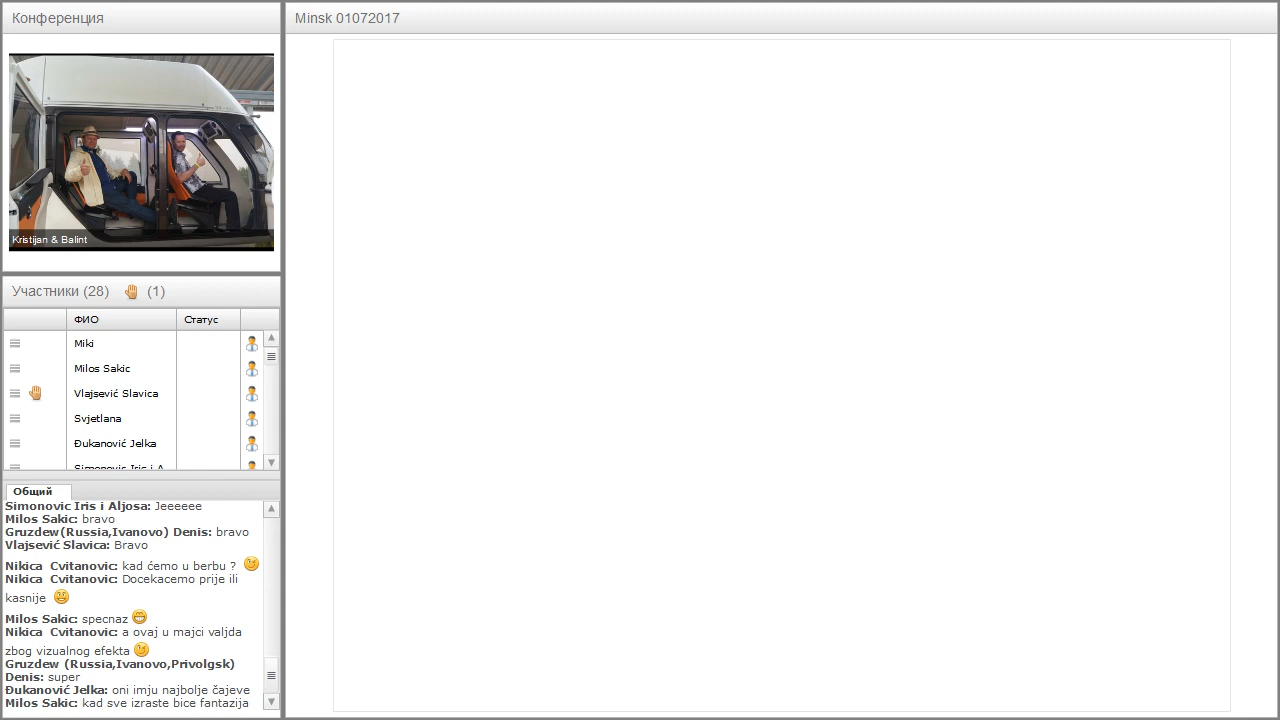 Конференция
Kristijan & Balint
Участники (28) (1)
ФИО Статус
Miki
Milos Sakic
Vlajsević Slavica
Svjetlana
Đukanović Jelka
Simonovic Iris i A
Общий
Simonovic Iris i Aljosa: Jeeeeee
Milos Sakic: bravo
Gruzdew(Russia,Ivanovo) Denis: bravo
Vlajsević Slavica: Bravo
Nikica Cvitanovic: kad ćemo u berbu ?
Nikica Cvitanovic: Docekacemo prije ili
kasnije
Milos Sakic: specnaz
Nikica Cvitanovic: a ovaj u majci valjda
zbog vizualnog efekta
Gruzdew (Russia,Ivanovo,Privolgsk)
Denis: super
Đukanović Jelka: oni imju najbolje čajeve
Milos Sakic: kad sve izraste bice fantazija
Minsk 01072017